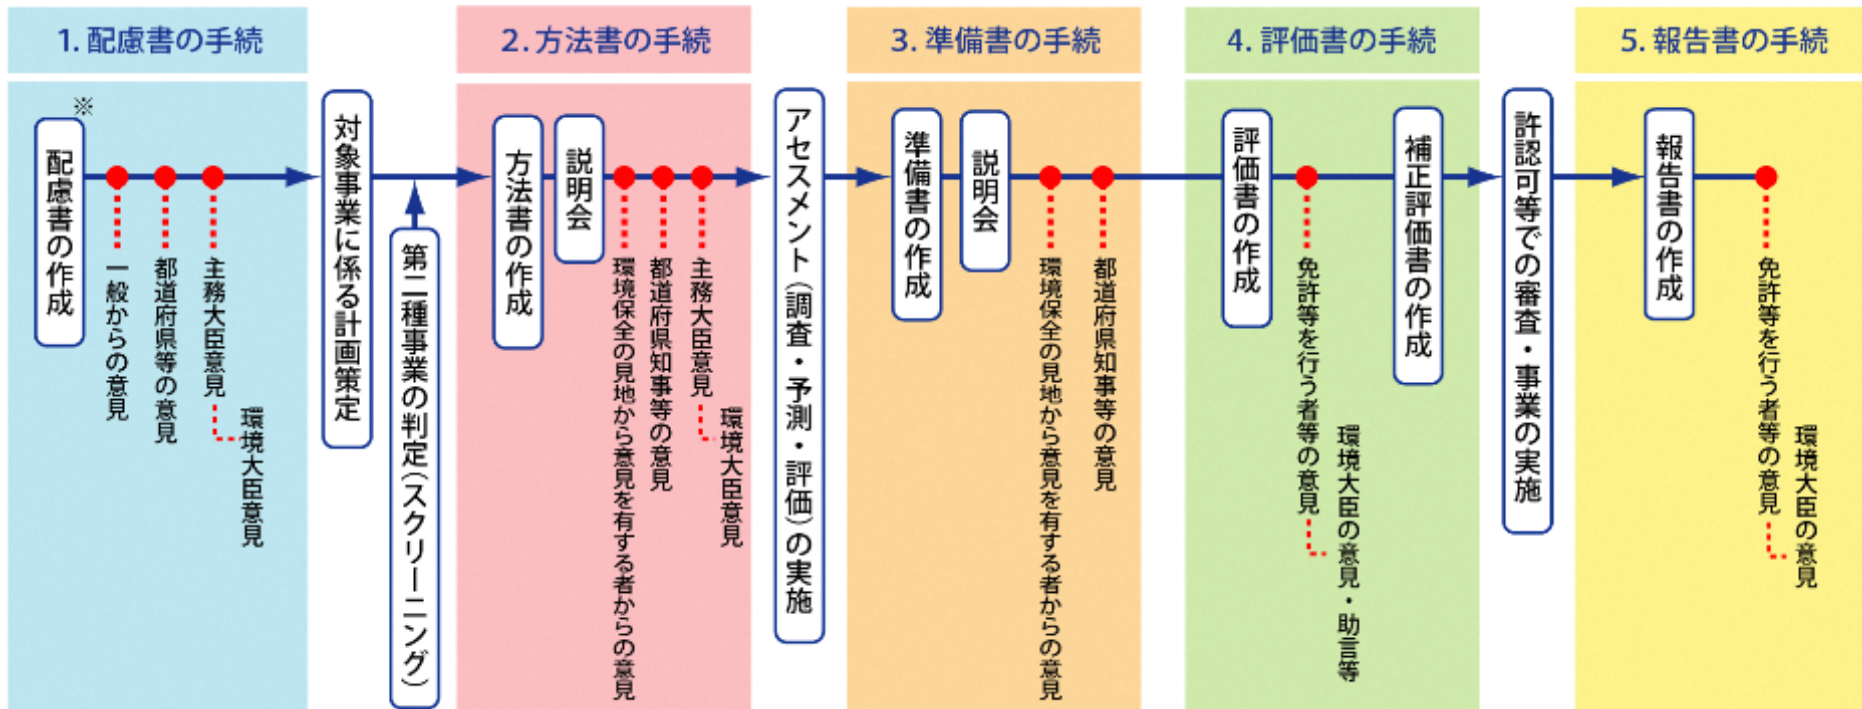 1. 配慮書の手続
※
配慮書の作成
一般からの意見
都道府県等の意見
主務大臣意見
環境大臣意見
対象事業に係る計画策定
第二種事業の判定(スクリーニング)
2. 方法書の手続
方法書の作成
説明会
環境保全の見地から意見を有する者からの意見
都道府県知事等の意見
主務大臣意見
環境大臣意見
アセスメント(調査・予測・評価)の実施
3. 準備書の手続
準備書の作成
説明会
環境保全の見地から意見を有する者からの意見
都道府県知事等の意見
4. 評価書の手続
評価書の作成
免許等を行う者等の意見
環境大臣の意見・助言等
補正評価書の作成
許認可等での審査・事業の実施
5. 報告書の手続
報告書の作成
免許等を行う者等の意見
環境大臣の意見